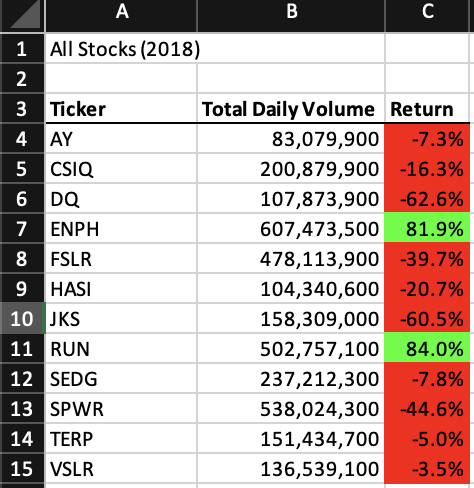 A B C
1 All Stocks (2018)
2
3 Ticker Total Daily Volume Return
4 AY 83,079,900 -7.3%
5 CSIQ 200,879,900 -16.3%
6 DQ 107,873,900 -62.6%
7 ENPH 607,473,500 81.9%
8 FSLR 478,113,900 -39.7%
9 HASI 104,340,600 -20.7%
10 JKS 158,309,000 -60.5%
11 RUN 502,757,100 84.0%
12 SEDG 237,212,300 -7.8%
13 SPWR 538,024,300 -44.6%
14 TERP 151,434,700 -5.0%
15 VSLR 136,539,100 -3.5%